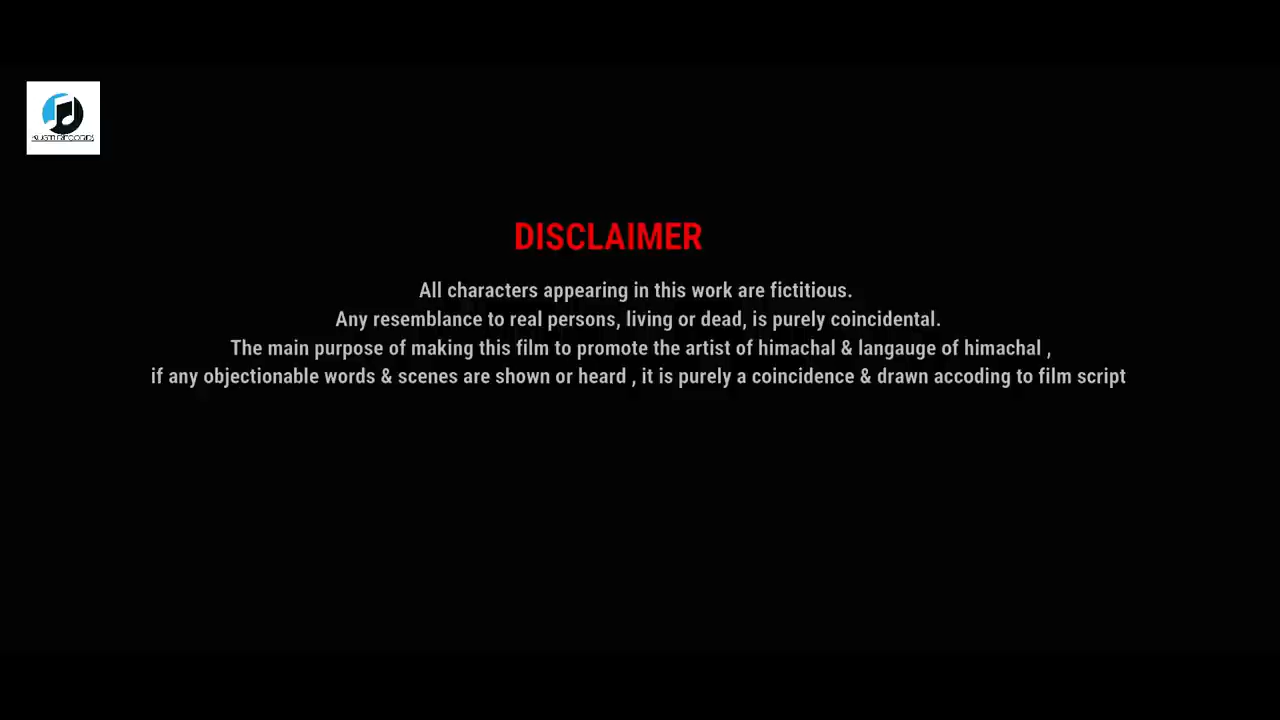 DISCLAIMER
All characters appearing in this work are fictitious.
Any resemblance to real persons, living or dead, is purely coincidental.
The main purpose of making this film to promote the artist of himachal & langauge of himachal ,
if any objectionable words & scenes are shown or heard , it is purely a coincidence & drawn accoding to film script